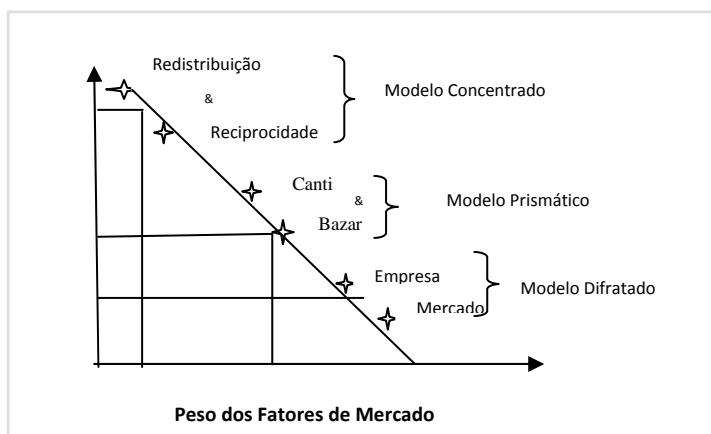 Redistribuição
&
Reciprocidade
Modelo Concentrado
Canti
&
Bazar
Modelo Prismático
Empresa
Mercado
Modelo Difratado
Peso dos Fatores de Mercado